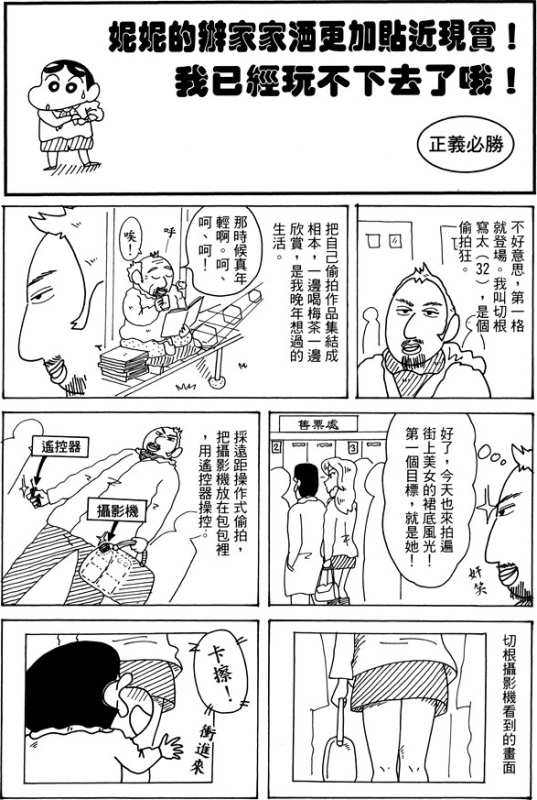 妮妮的辦家家酒更加貼近現實！
我已經玩不下去了哦！
正義必勝
不好意思，第一格
就登場。我叫切根
寫太（32），是個
偷拍狂。
把自己偷拍作品集結成
相本，一邊喝梅茶一邊
欣賞，是我晚年想過的
生活。
呼
唉！
那時候真年
輕啊。呵、
呵、呵！
好了，今天也來拍遍
街上美女的裙底風光！
第一個目標，就是她！
奸笑
售票處
2
3
採遠距操作式偷拍，
把攝影機放在包包裡
，用遙控器操控。
遙控器
攝影機
切根攝影機看到的畫面
卡擦！
衝進來